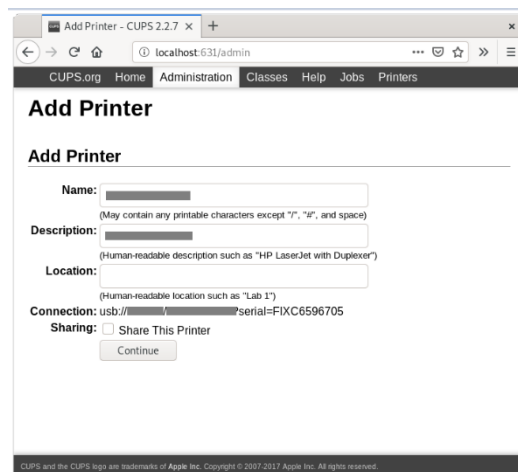 Add Printer - CUPS 2.2.7 × + ×
localhost:631/admin
CUPS.org Home Administration Classes Help Jobs Printers
Add Printer
Add Printer
Name:
(May contain any printable characters except "/", "#", and space)
Description:
(Human-readable description such as "HP LaserJet with Duplexer")
Location:
(Human-readable location such as "Lab 1")
Connection: usb:// / ?serial=FIXC6596705
Sharing: Share This Printer
Continue
CUPS and the CUPS logo are trademarks of Apple Inc. Copyright © 2007-2017 Apple Inc. All rights reserved.